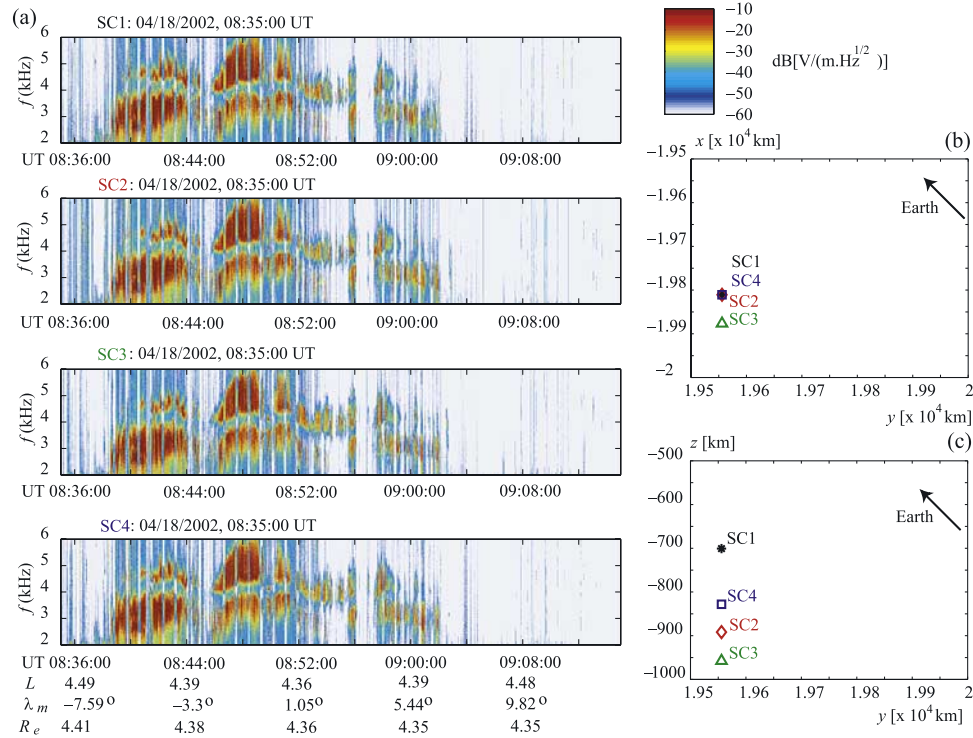 (a)
SC1: 04/18/2002, 08:35:00 UT
6
5
4
3
2
f (kHz)
UT 08:36:00 08:44:00 08:52:00 09:00:00 09:08:00
SC2: 04/18/2002, 08:35:00 UT
6
5
4
3
2
f (kHz)
UT 08:36:00 08:44:00 08:52:00 09:00:00 09:08:00
SC3: 04/18/2002, 08:35:00 UT
6
5
4
3
2
f (kHz)
UT 08:36:00 08:44:00 08:52:00 09:00:00 09:08:00
SC4: 04/18/2002, 08:35:00 UT
6
5
4
3
2
f (kHz)
UT 08:36:00 08:44:00 08:52:00 09:00:00 09:08:00
L 4.49 4.39 4.36 4.39 4.48
λm −7.59 º −3.3 º 1.05 º 5.44 º 9.82 º
Re 4.41 4.38 4.36 4.35 4.35
−10
−20
−30
−40
−50
−60
dB[V/(m.Hz^1/2 )]
x [x 10^4 km]
(b)
−1.95
−1.96
−1.97
−1.98
−1.99
−2
Earth
SC1
SC4
SC2
SC3
1.95 1.96 1.97 1.98 1.99 2
y [x 10^4 km]
z [km]
(c)
−500
−600
−700
−800
−900
−1000
Earth
SC1
SC4
SC2
SC3
1.95 1.96 1.97 1.98 1.99 2
y [x 10^4 km]